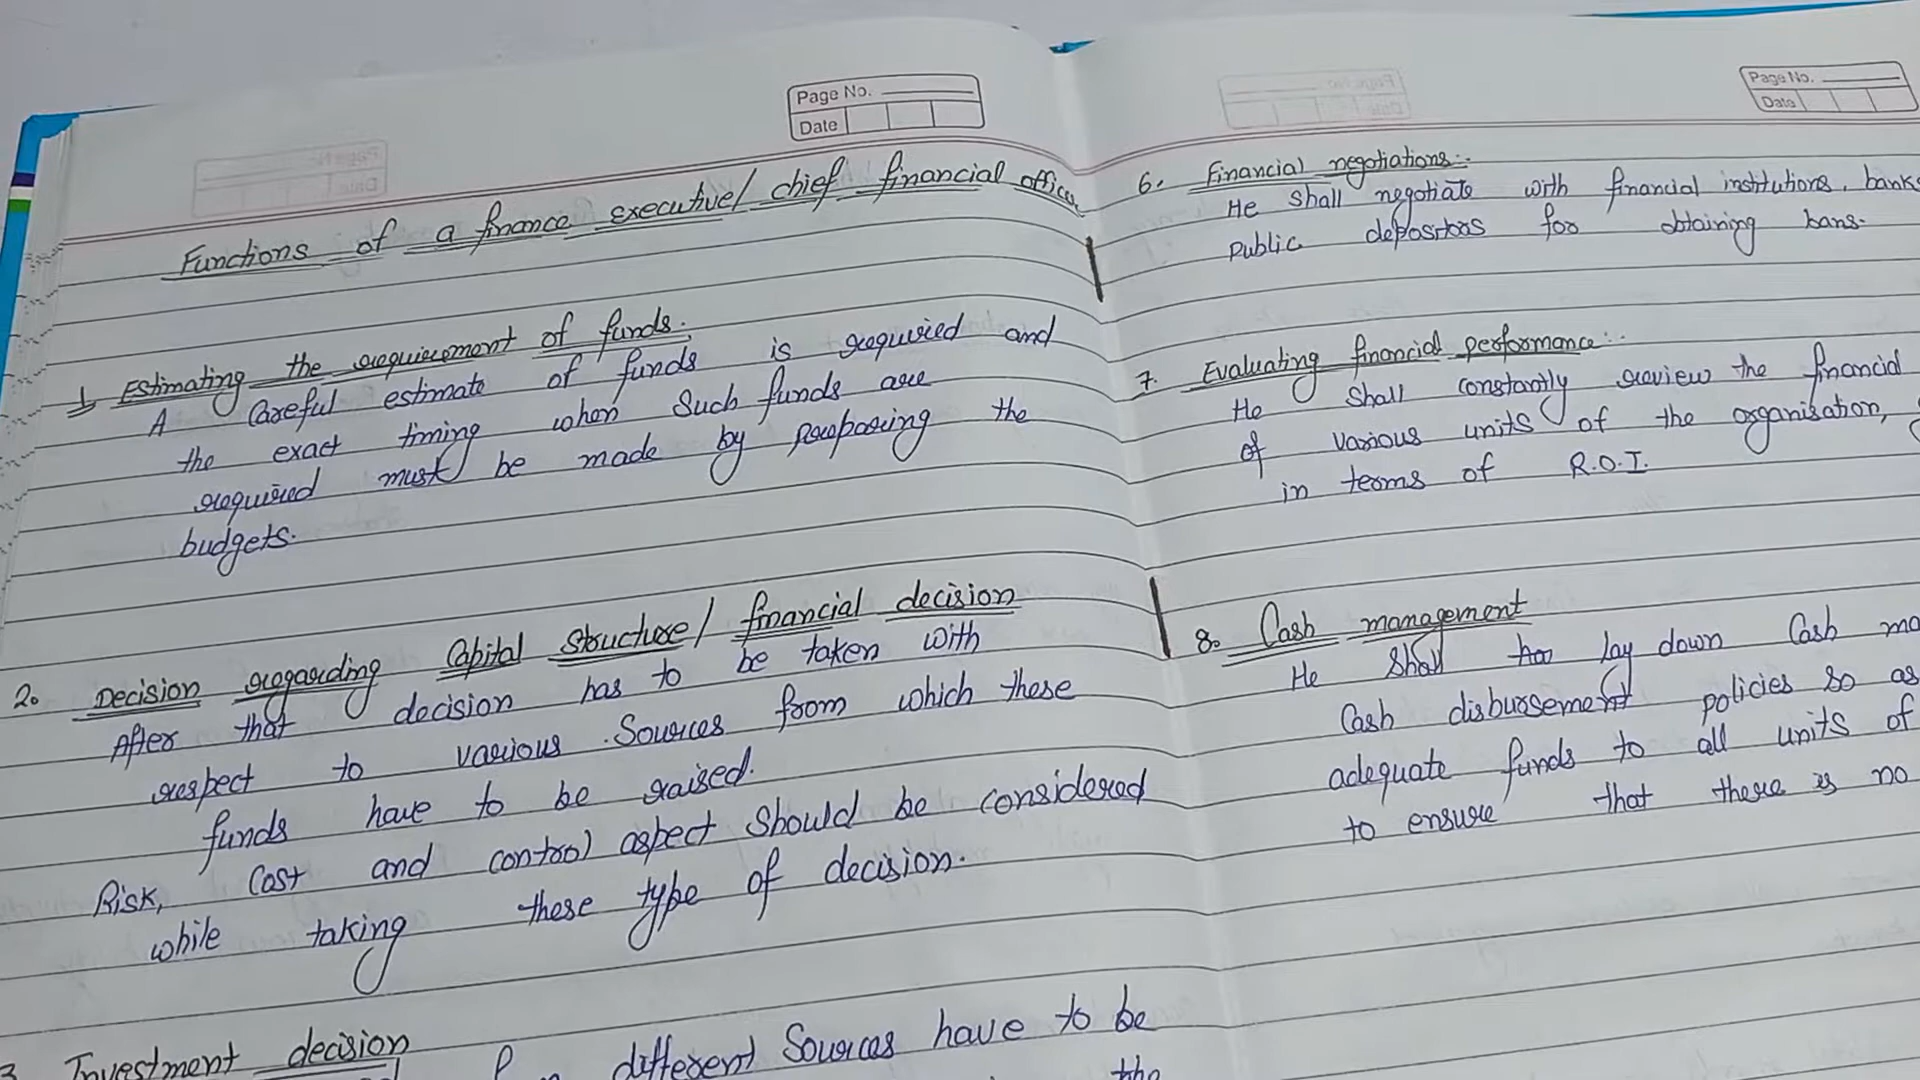 Page No.
Date
Functions of a finance executive/ chief financial officer
1. Estimating the requirement of funds.
A Careful estimate of funds is required and
the exact timing when Such funds are
required must be made by preparing the
budgets.
2. Decision regarding Capital Structure/ financial decision
After that decision has to be taken with
respect to various Sources from which these
funds have to be raised.
Risk, Cost and control aspect should be considered
while taking these type of decision.
3 Investment decision
different Sources have to be
the
Page No.
Date
6. Financial negotiations:-
He shall negotiate with financial institutions, banks
Public depositors for obtaining loans.
7. Evaluating financial performance:-
He Shall constantly review the financial
of various units of the organisation,
in terms of R.O.I.
8. Cash management
He Shall lay down Cash ma
Cash disbursement policies so as
adequate funds to all units of
to ensure that there is no